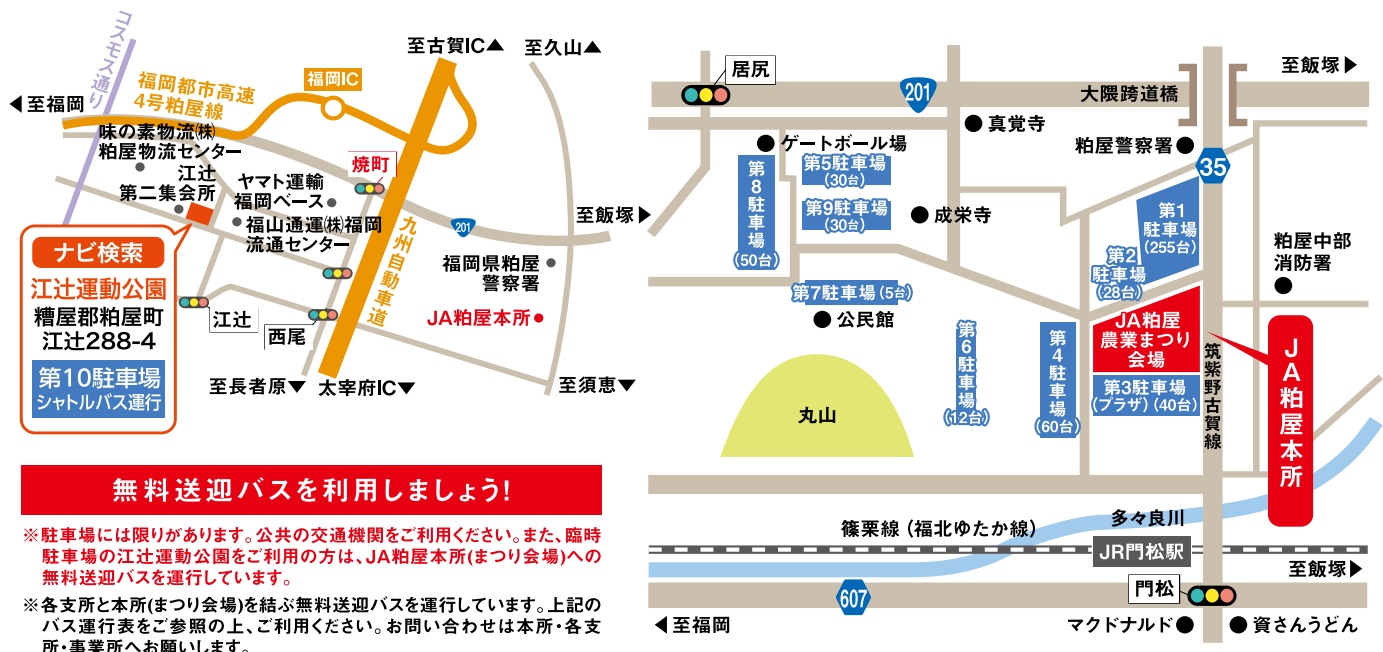 コスモス通り
◀至福岡
福岡都市高速
4号粕屋線
福岡IC
至古賀IC▲
至久山▲
味の素物流㈱
粕屋物流センター
江辻
第二集会所
ヤマト運輸
福岡ベース
福山通運㈱福岡
流通センター
焼町
201
至飯塚▶
九州自動車道
福岡県粕屋
警察署
JA粕屋本所
江辻
西尾
至長者原▼
太宰府IC▼
至須恵▼
ナビ検索
江辻運動公園
糟屋郡粕屋町
江辻288-4
第10駐車場
シャトルバス運行
無料送迎バスを利用しましょう!
※駐車場には限りがあります。公共の交通機関をご利用ください。また、臨時
駐車場の江辻運動公園をご利用の方は、JA粕屋本所(まつり会場)への
無料送迎バスを運行しています。
※各支所と本所(まつり会場)を結ぶ無料送迎バスを運行しています。上記の
バス運行表をご参照の上、ご利用ください。お問い合わせは本所・各支
所・事業所へお願いします。
居尻
201
大隈跨道橋
至飯塚▶
真覚寺
粕屋警察署
35
ゲートボール場
第8駐車場
(50台)
第5駐車場
(30台)
第9駐車場
(30台)
成栄寺
第1
駐車場
(255台)
第2
駐車場
(28台)
粕屋中部
消防署
第7駐車場(5台)
公民館
第6駐車場
(12台)
第4駐車場
(60台)
JA粕屋
農業まつり
会場
第3駐車場
(プラザ)(40台)
筑紫野古賀線
JA粕屋本所
丸山
篠栗線(福北ゆたか線)
多々良川
JR門松駅
至飯塚▶
607
門松
◀至福岡
マクドナルド
資さんうどん